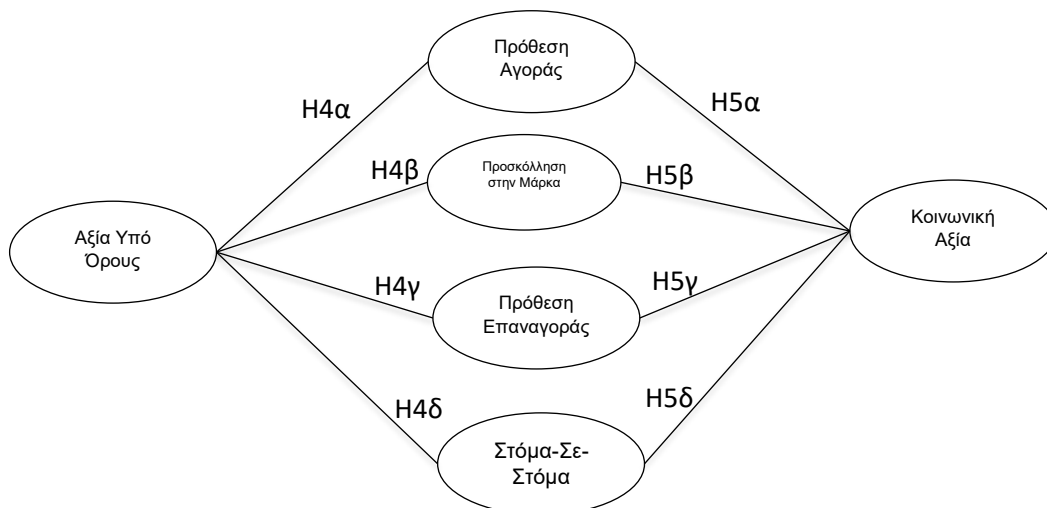 Πρόθεση
Αγοράς
Η4α
Η5α
Προσκόλληση
στην Μάρκα
Η4β
Η5β
Αξία Υπό
Όρους
Κοινωνική
Αξία
Η4γ
Η5γ
Πρόθεση
Επαναγοράς
Η4δ
Η5δ
Στόμα-Σε-
Στόμα